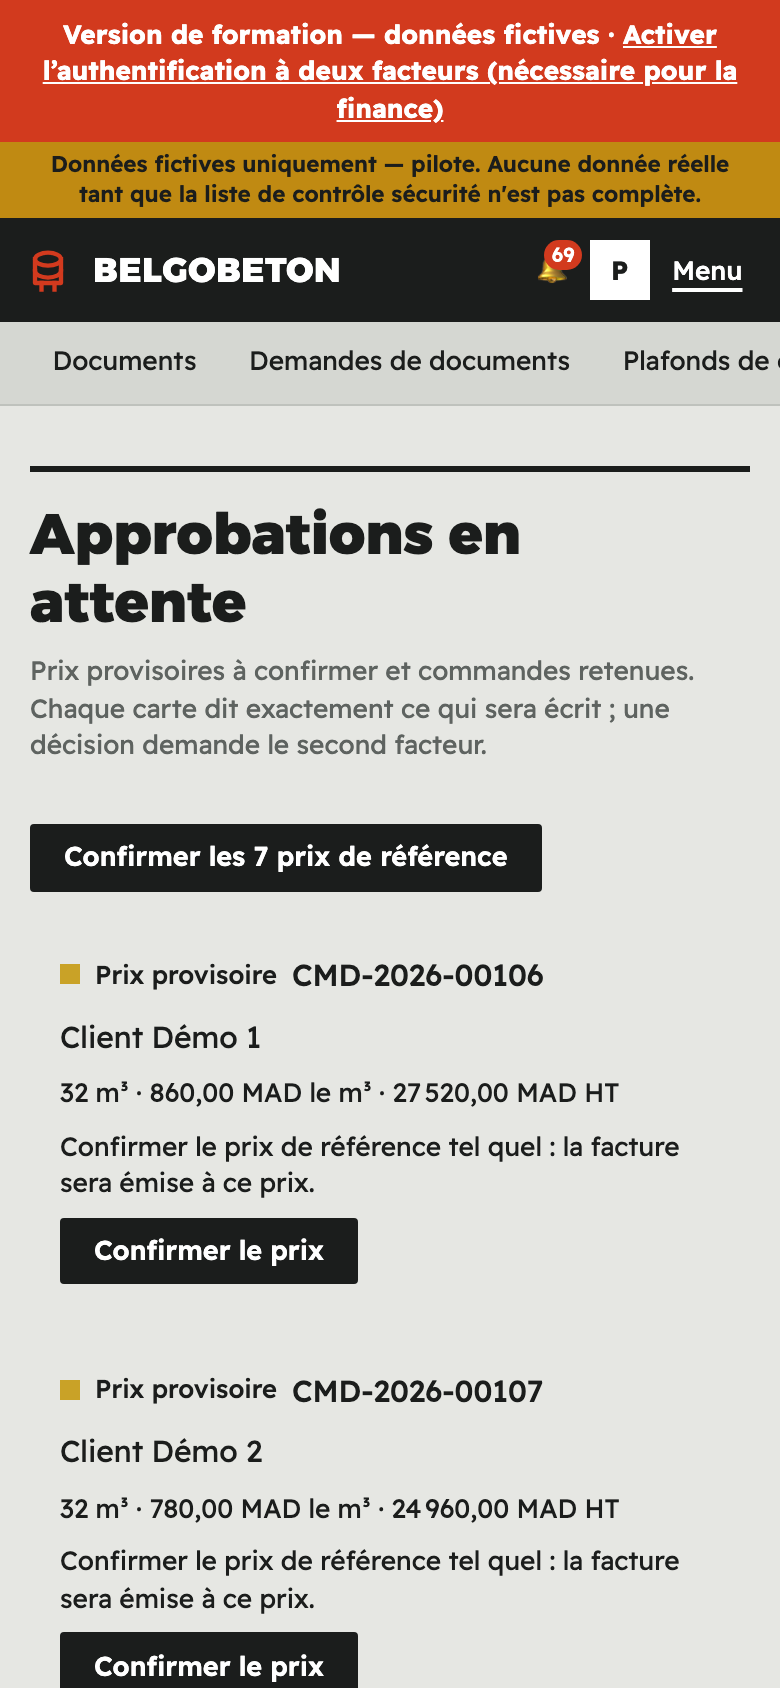 Version de formation — données fictives · Activer
l’authentification à deux facteurs (nécessaire pour la
finance)
Données fictives uniquement — pilote. Aucune donnée réelle
tant que la liste de contrôle sécurité n'est pas complète.
BELGOBETON
69
P
Menu
Documents
Demandes de documents
Plafonds de
Approbations en
attente
Prix provisoires à confirmer et commandes retenues.
Chaque carte dit exactement ce qui sera écrit ; une
décision demande le second facteur.
Confirmer les 7 prix de référence
Prix provisoire CMD-2026-00106
Client Démo 1
32 m³ · 860,00 MAD le m³ · 27 520,00 MAD HT
Confirmer le prix de référence tel quel : la facture
sera émise à ce prix.
Confirmer le prix
Prix provisoire CMD-2026-00107
Client Démo 2
32 m³ · 780,00 MAD le m³ · 24 960,00 MAD HT
Confirmer le prix de référence tel quel : la facture
sera émise à ce prix.
Confirmer le prix